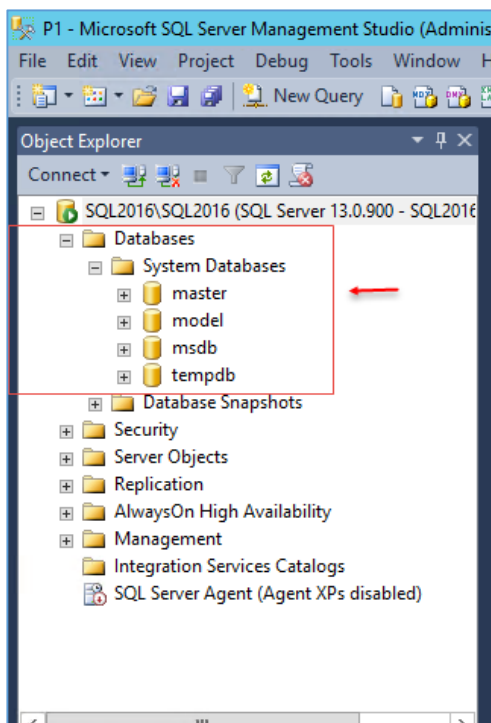 P1 - Microsoft SQL Server Management Studio (Adminis
File Edit View Project Debug Tools Window H
New Query
Object Explorer
Connect
SQL2016\SQL2016 (SQL Server 13.0.900 - SQL2016
Databases
System Databases
master
model
msdb
tempdb
Database Snapshots
Security
Server Objects
Replication
AlwaysOn High Availability
Management
Integration Services Catalogs
SQL Server Agent (Agent XPs disabled)